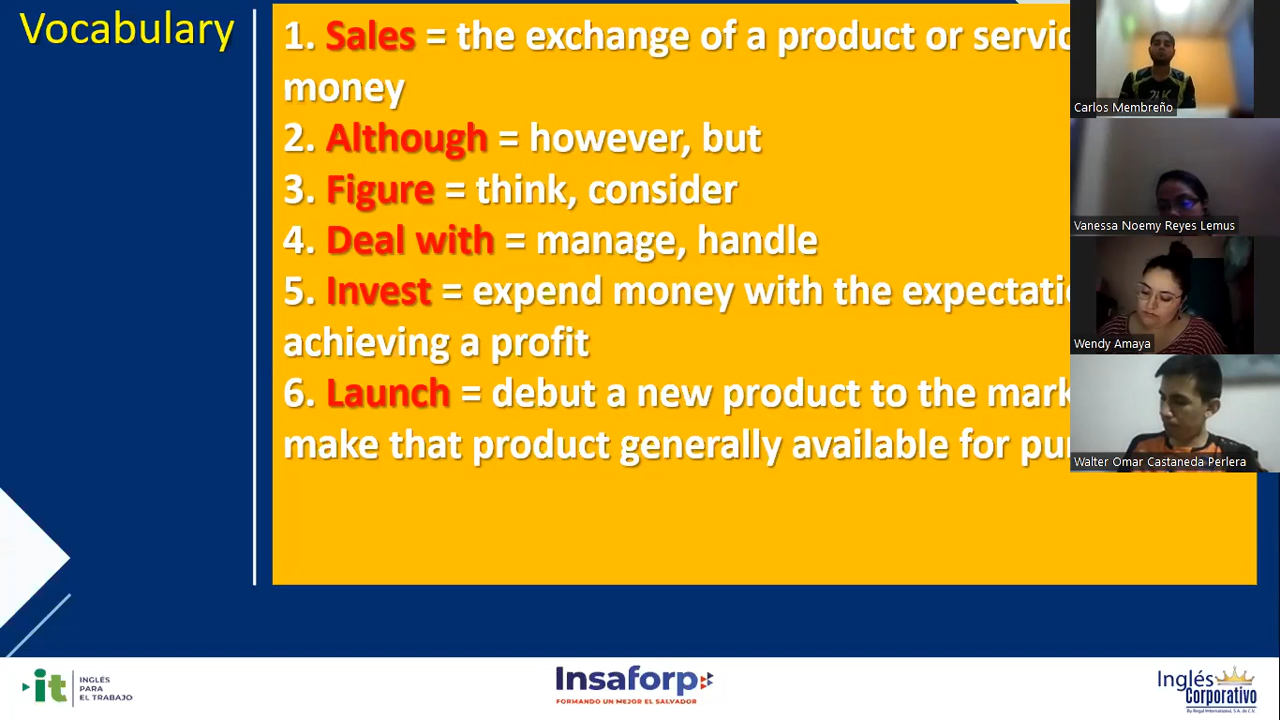 Vocabulary
1. Sales = the exchange of a product or servic
money
2. Although = however, but
3. Figure = think, consider
4. Deal with = manage, handle
5. Invest = expend money with the expectati
achieving a profit
6. Launch = debut a new product to the mark
make that product generally available for pu
Carlos Membreño
Vanessa Noemy Reyes Lemus
Wendy Amaya
Walter Omar Castaneda Perlera
it
INGLÉS
PARA
EL TRABAJO
Insaforp
FORMANDO UN MEJOR EL SALVADOR
Inglés
Corporativo
By Regal International, S.A. de C.V.